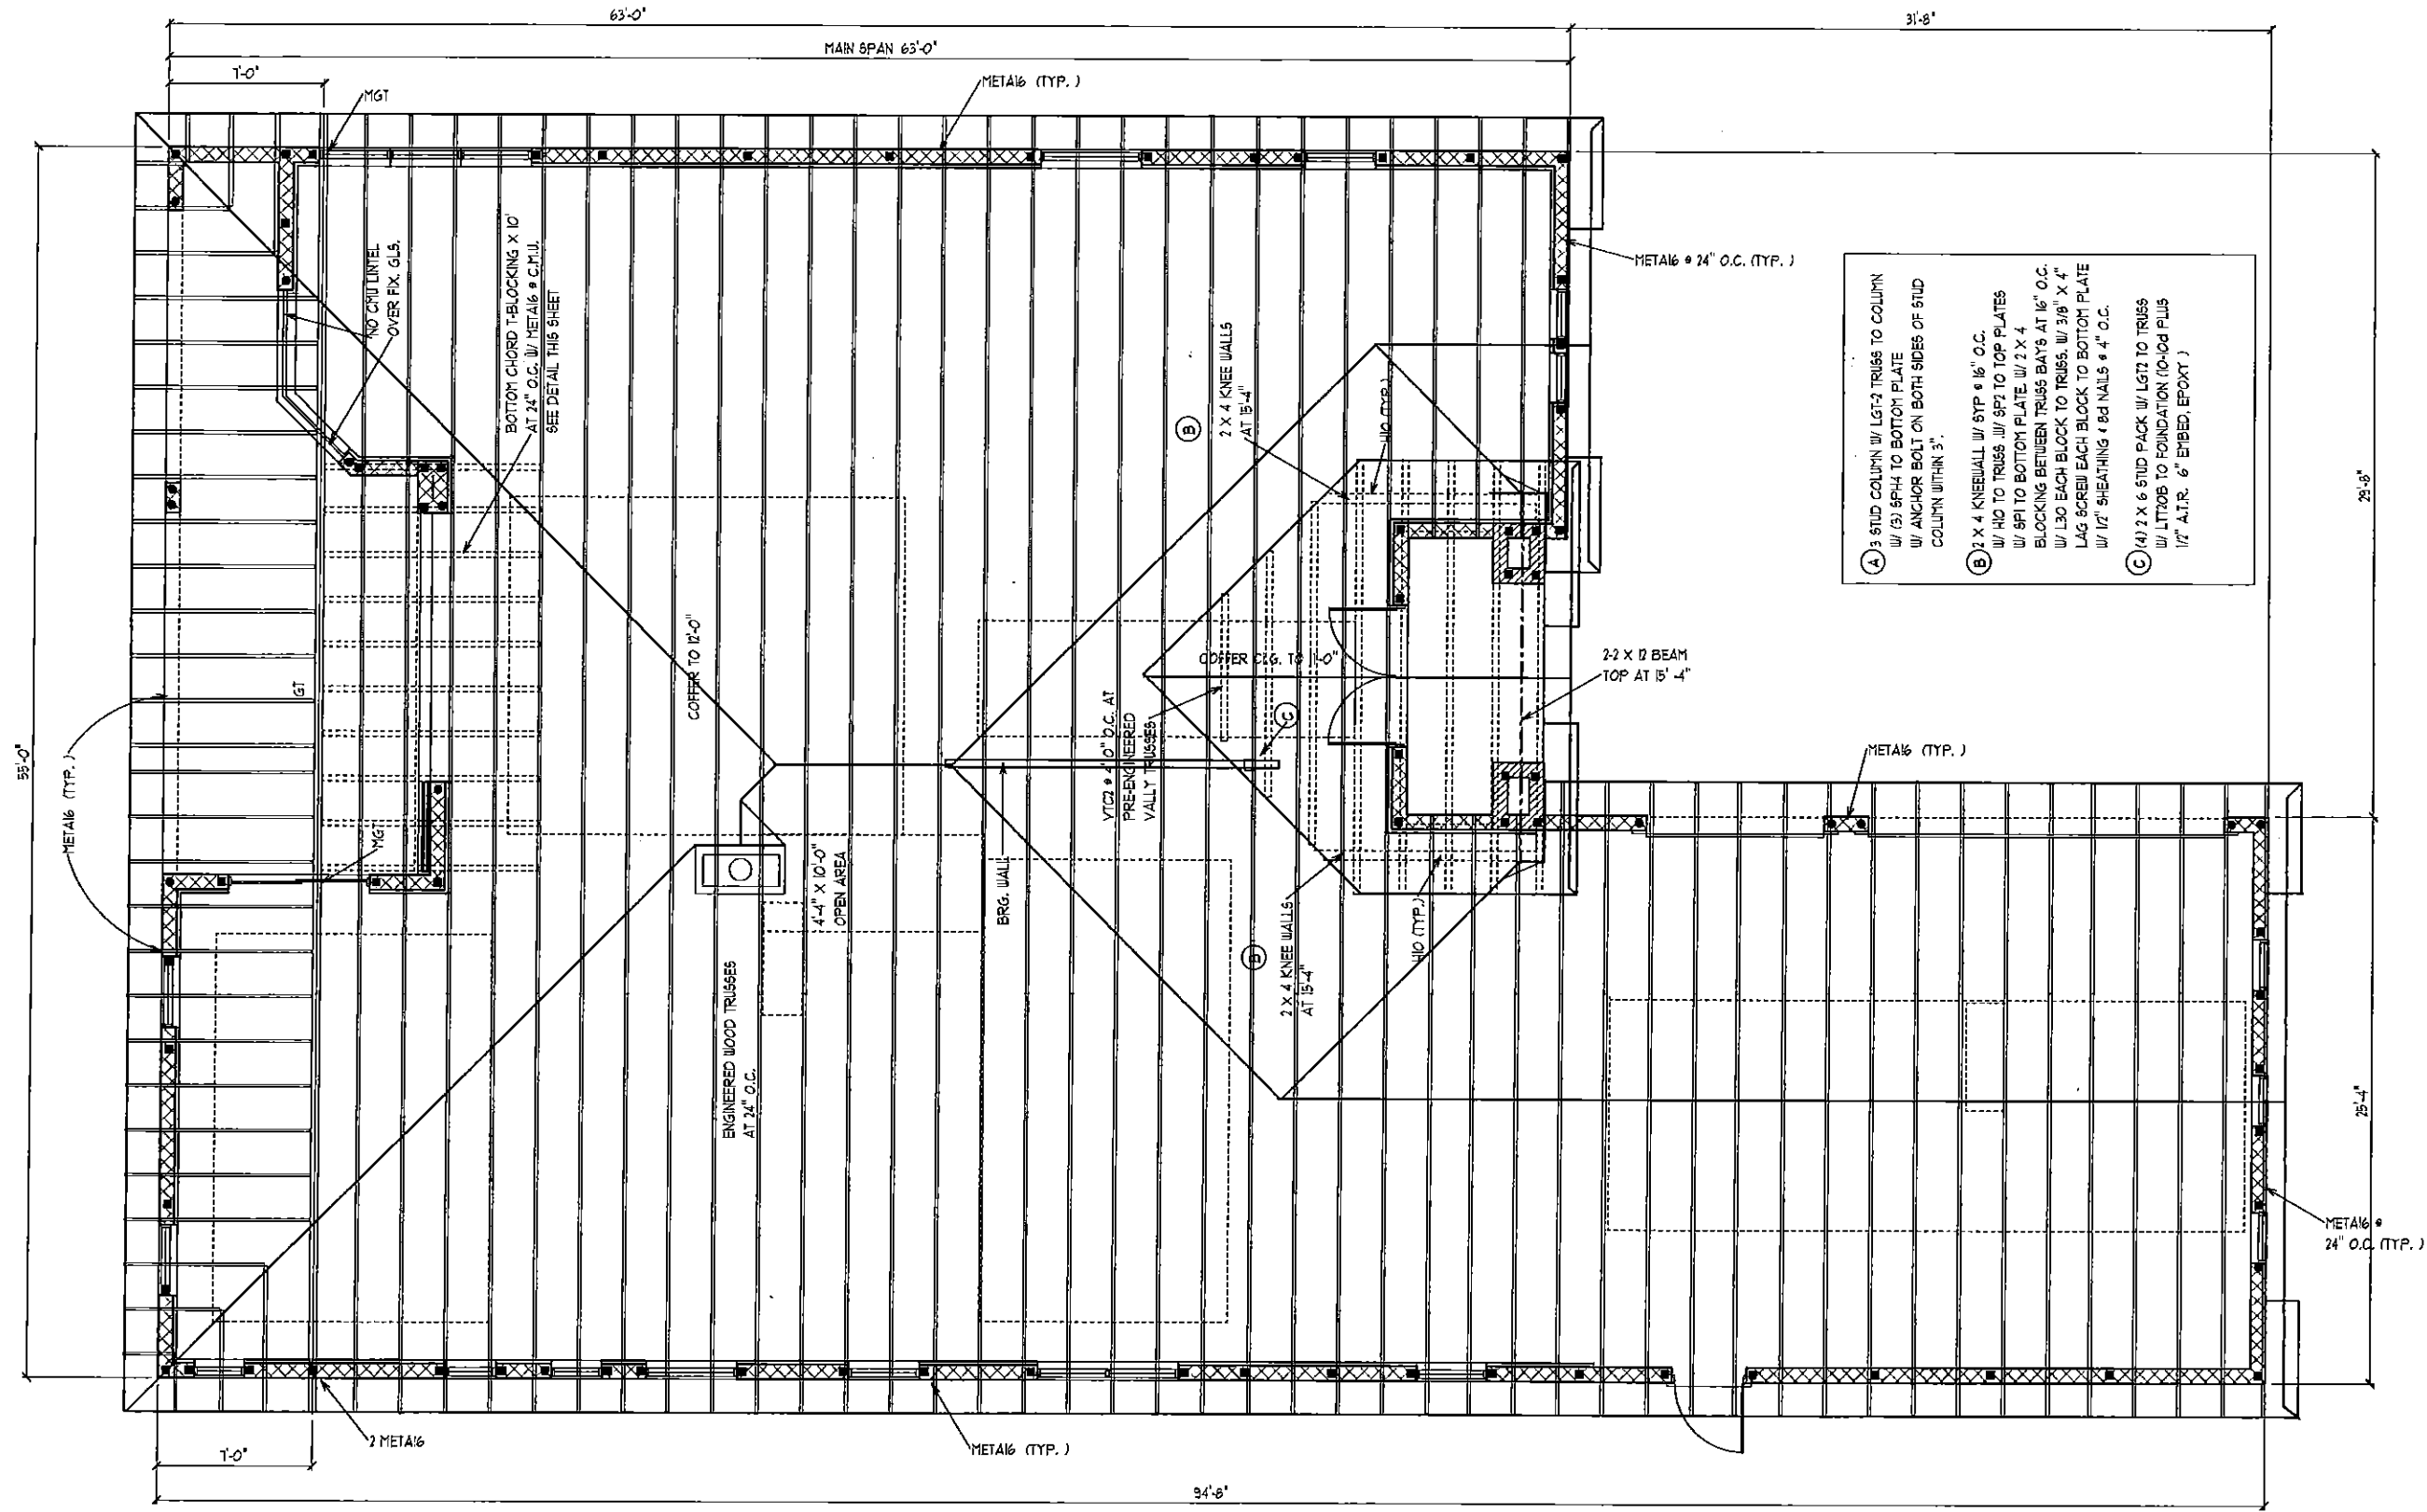 63'-0"
31'-8"
MAIN SPAN 63'-0"
7'-0"
MGT
META16 (TYP. )
NO CMU LINTEL
OVER FIX. GLS.
BOTTOM CHORD T-BLOCKING X 10'
AT 24" O.C. W/ META16 @ C.M.U.
SEE DETAIL THIS SHEET
META16 @ 24" O.C. (TYP. )
B
2 X 4 KNEE WALLS
AT 15'-4"
H10 (TYP.)
A
3 STUD COLUMN W/ LGT-2 TRUSS TO COLUMN
W/ (3) SPH4 TO BOTTOM PLATE
W/ ANCHOR BOLT ON BOTH SIDES OF STUD
COLUMN WITHIN 3".
B
2 X 4 KNEEWALL W/ SYP @ 16" O.C.
W/ H10 TO TRUSS .W/ SP2 TO TOP PLATES
W/ SP1 TO BOTTOM PLATE. W/ 2 X 4
BLOCKING BETWEEN TRUSS BAYS AT 16" O.C.
W/ L30 EACH BLOCK TO TRUSS. W/ 3/8" X 4"
LAG SCREW EACH BLOCK TO BOTTOM PLATE
W/ 1/2" SHEATHING & 8d NAILS @ 4" O.C.
C
(4) 2 X 6 STUD PACK W/ LGT2 TO TRUSS
W/ LTT20B TO FOUNDATION (10-10d PLUS
1/2" A.T.R. 6" EMBED, EPOXY )
29'-8"
55'-0"
META16 (TYP. )
GT
COFFER TO 12'-0"
COFFER CLG. TO 11'-0"
2-2 X 12 BEAM
TOP AT 15' -4"
VTC2 @ 4'-0" O.C. AT
PRE-ENGINEERED
VALLY TRUSSES
C
META16 (TYP. )
MGT
4'-4" X 10'-0"
OPEN AREA
BRG. WALL
B
2 X 4 KNEE WALLS
AT 15'-4"
H10 (TYP.)
ENGINEERED WOOD TRUSSES
AT 24" O.C.
25'-4"
META16 @
24" O.C. (TYP. )
2 META16
META16 (TYP. )
7'-0"
94'-8"